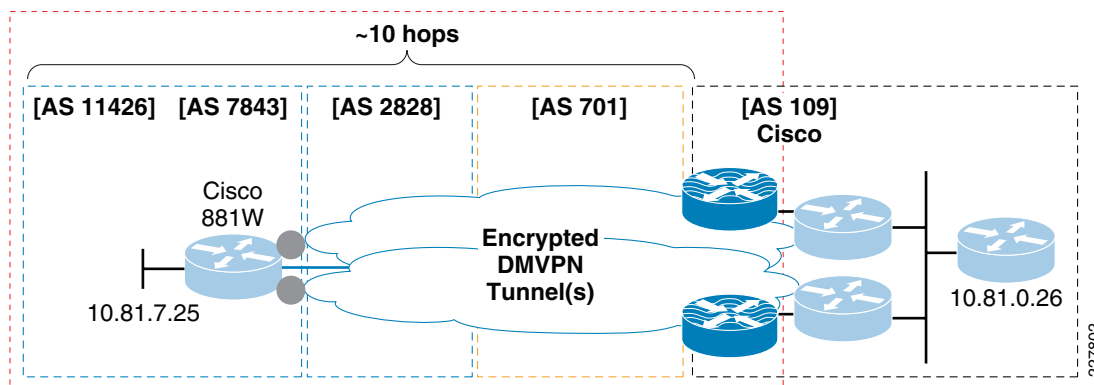 ~10 hops
[AS 11426] [AS 7843] [AS 2828] [AS 701] [AS 109]
Cisco
Cisco
881W
Encrypted
DMVPN
Tunnel(s)
10.81.7.25
10.81.0.26